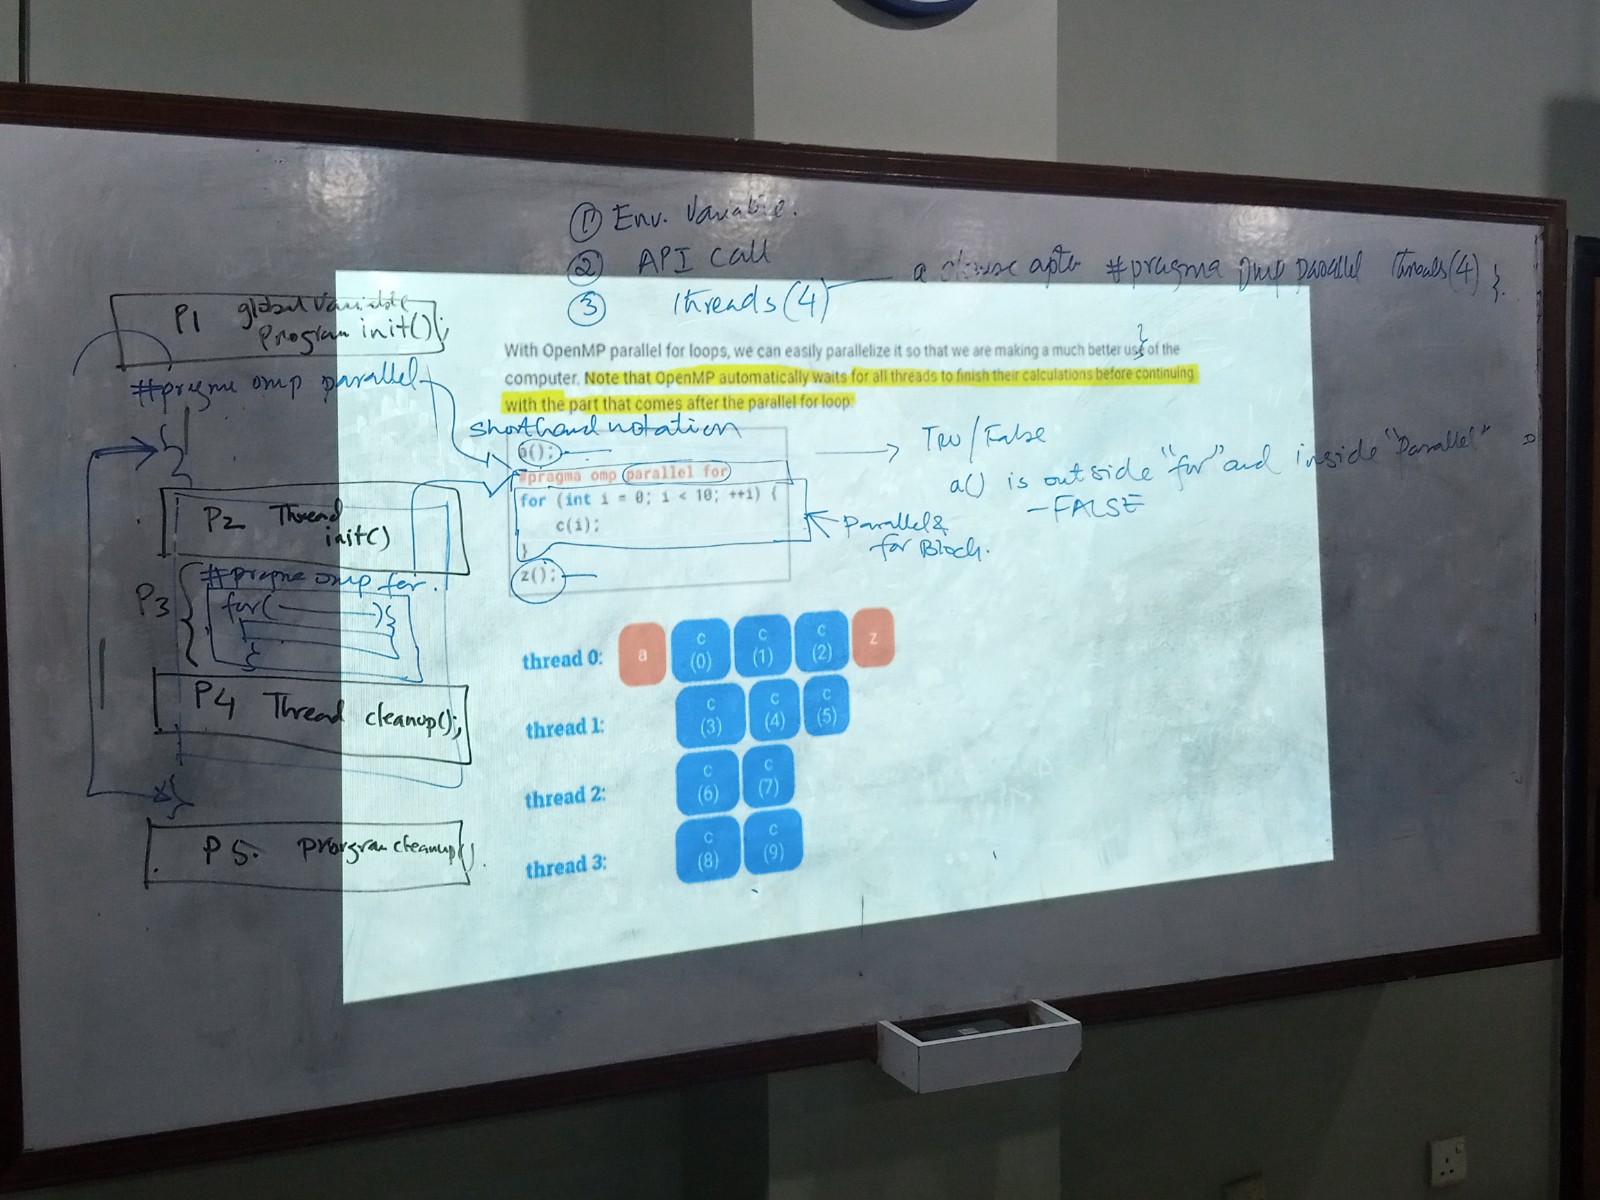 ① Env. Variable.
② API Call
③ threads(4)
a clause after #pragma omp parallel threads(4) }.
P1 global variable
program init();
#pragma omp parallel
{
P2 Thread
init()
P3
#pragma omp for.
for( ){
}
P4 Thread cleanup();
}
P5. program cleanup()
With OpenMP parallel for loops, we can easily parallelize it so that we are making a much better use of the
computer. Note that OpenMP automatically waits for all threads to finish their calculations before continuing
with the part that comes after the parallel for loop:
Shorthand notation
a();
#pragma omp parallel for
for (int i = 0; i < 10; ++i) {
c(i);
}
z();
Parallel &
for Block.
Tru/False
a() is outside "for" and inside "Parallel"
- FALSE
thread 0: a c(0) c(1) c(2) z
thread 1: c(3) c(4) c(5)
thread 2: c(6) c(7)
thread 3: c(8) c(9)